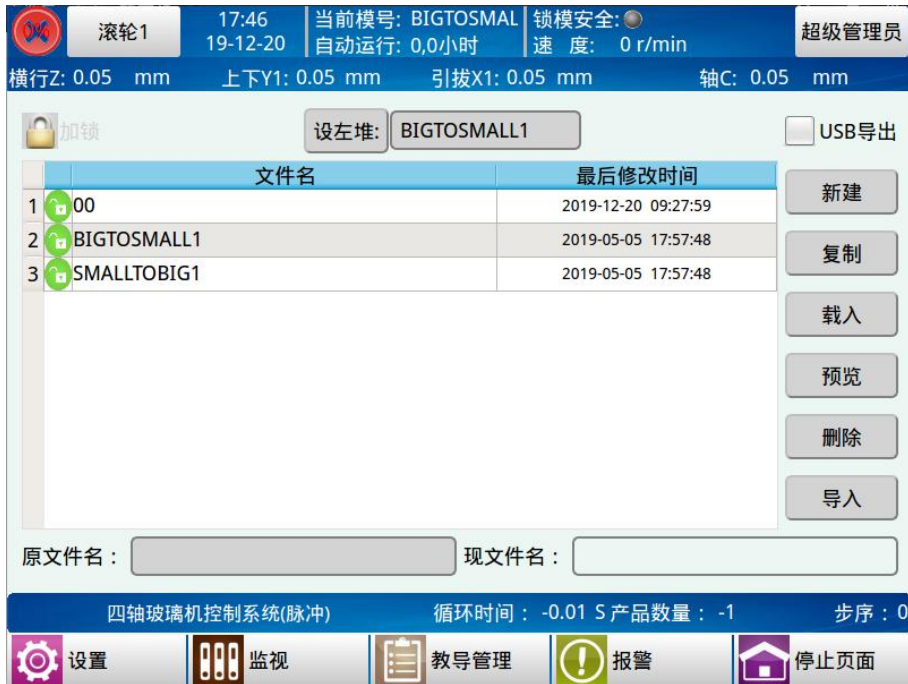 滚轮1
17:46
19-12-20
当前模号: BIGTOSMAL
自动运行: 0,0小时
锁模安全:
速 度: 0 r/min
超级管理员
横行Z: 0.05 mm 上下Y1: 0.05 mm 引拔X1: 0.05 mm 轴C: 0.05 mm
加锁
设左堆: BIGTOSMALL1
USB导出
文件名 最后修改时间
1 00 2019-12-20 09:27:59
2 BIGTOSMALL1 2019-05-05 17:57:48
3 SMALLTOBIG1 2019-05-05 17:57:48
新建
复制
载入
预览
删除
导入
原文件名: 现文件名:
四轴玻璃机控制系统(脉冲) 循环时间: -0.01 S 产品数量: -1 步序: 0
设置 监视 教导管理 报警 停止页面